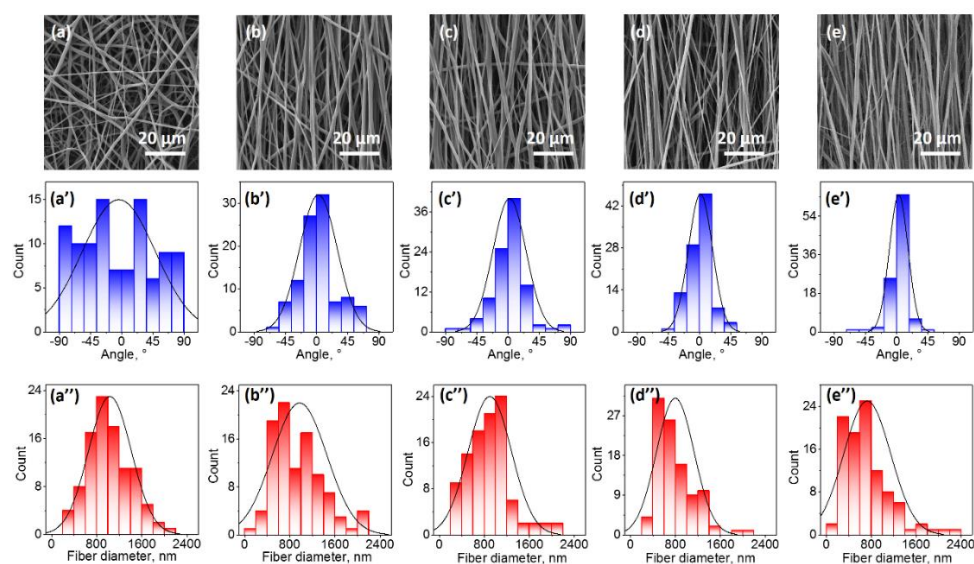 (a) (b) (c) (d) (e)
20 µm 20 µm 20 µm 20 µm 20 µm
(a') (b') (c') (d') (e')
Count Count Count Count Count
15 10 5 0
30 20 10 0
36 24 12 0
42 28 14 0
72 54 36 18 0
-90 -45 0 45 90 -90 -45 0 45 90 -90 -45 0 45 90 -90 -45 0 45 90 -90 -45 0 45 90
Angle, ° Angle, ° Angle, ° Angle, ° Angle, °
(a'') (b'') (c'') (d'') (e'')
Count Count Count Count Count
24 18 12 6 0
24 16 8 0
24 16 8 0
36 27 18 9 0
24 16 8 0
0 800 1600 2400 0 800 1600 2400 0 800 1600 2400 0 800 1600 2400 0 800 1600 2400
Fiber diameter, nm Fiber diameter, nm Fiber diameter, nm Fiber diameter, nm Fiber diameter, nm